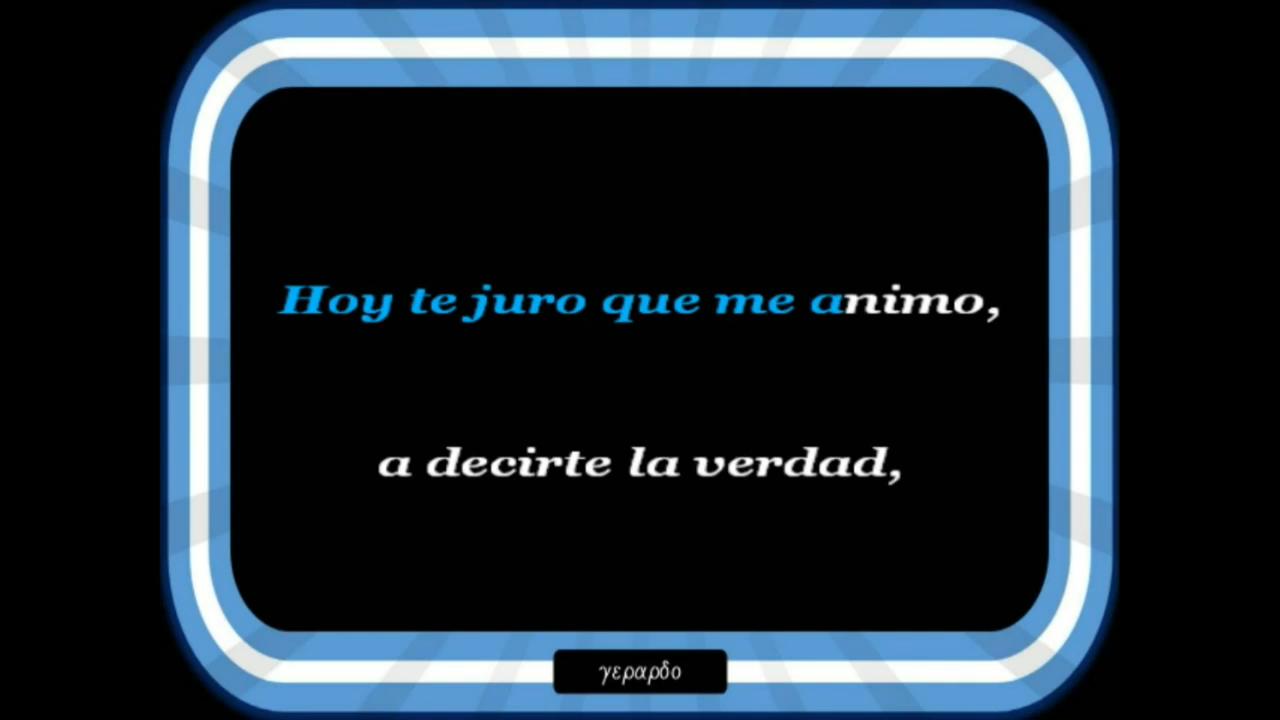 Hoy te juro que me animo,
a decirte la verdad,
γεραρδο